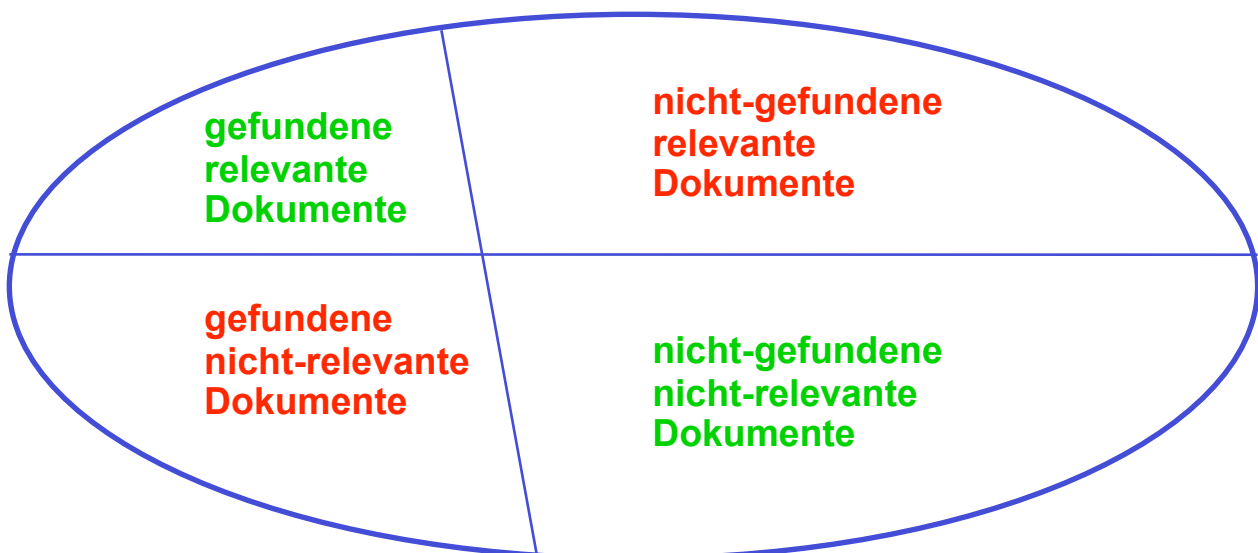 gefundene
relevante
Dokumente
nicht-gefundene
relevante
Dokumente
gefundene
nicht-relevante
Dokumente
nicht-gefundene
nicht-relevante
Dokumente